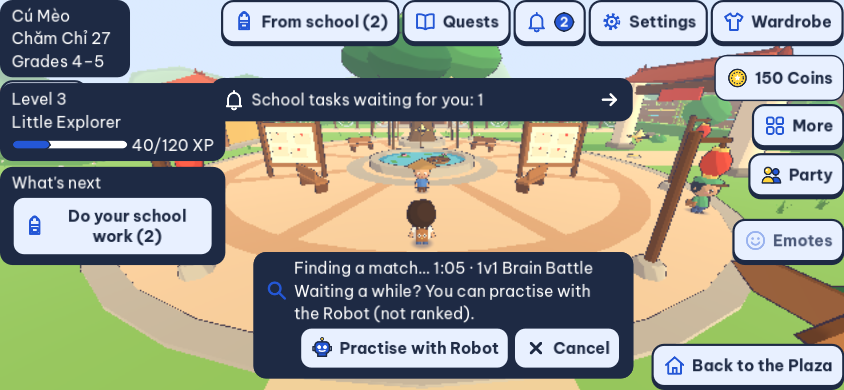 Cú Mèo
Chăm Chỉ 27
Grades 4–5
From school (2)
Quests
2
Settings
Wardrobe
150 Coins
Level 3
Little Explorer
40/120 XP
School tasks waiting for you: 1
More
Party
What's next
Do your school
work (2)
Emotes
Finding a match... 1:05 · 1v1 Brain Battle
Waiting a while? You can practise with
the Robot (not ranked).
Practise with Robot
Cancel
Back to the Plaza